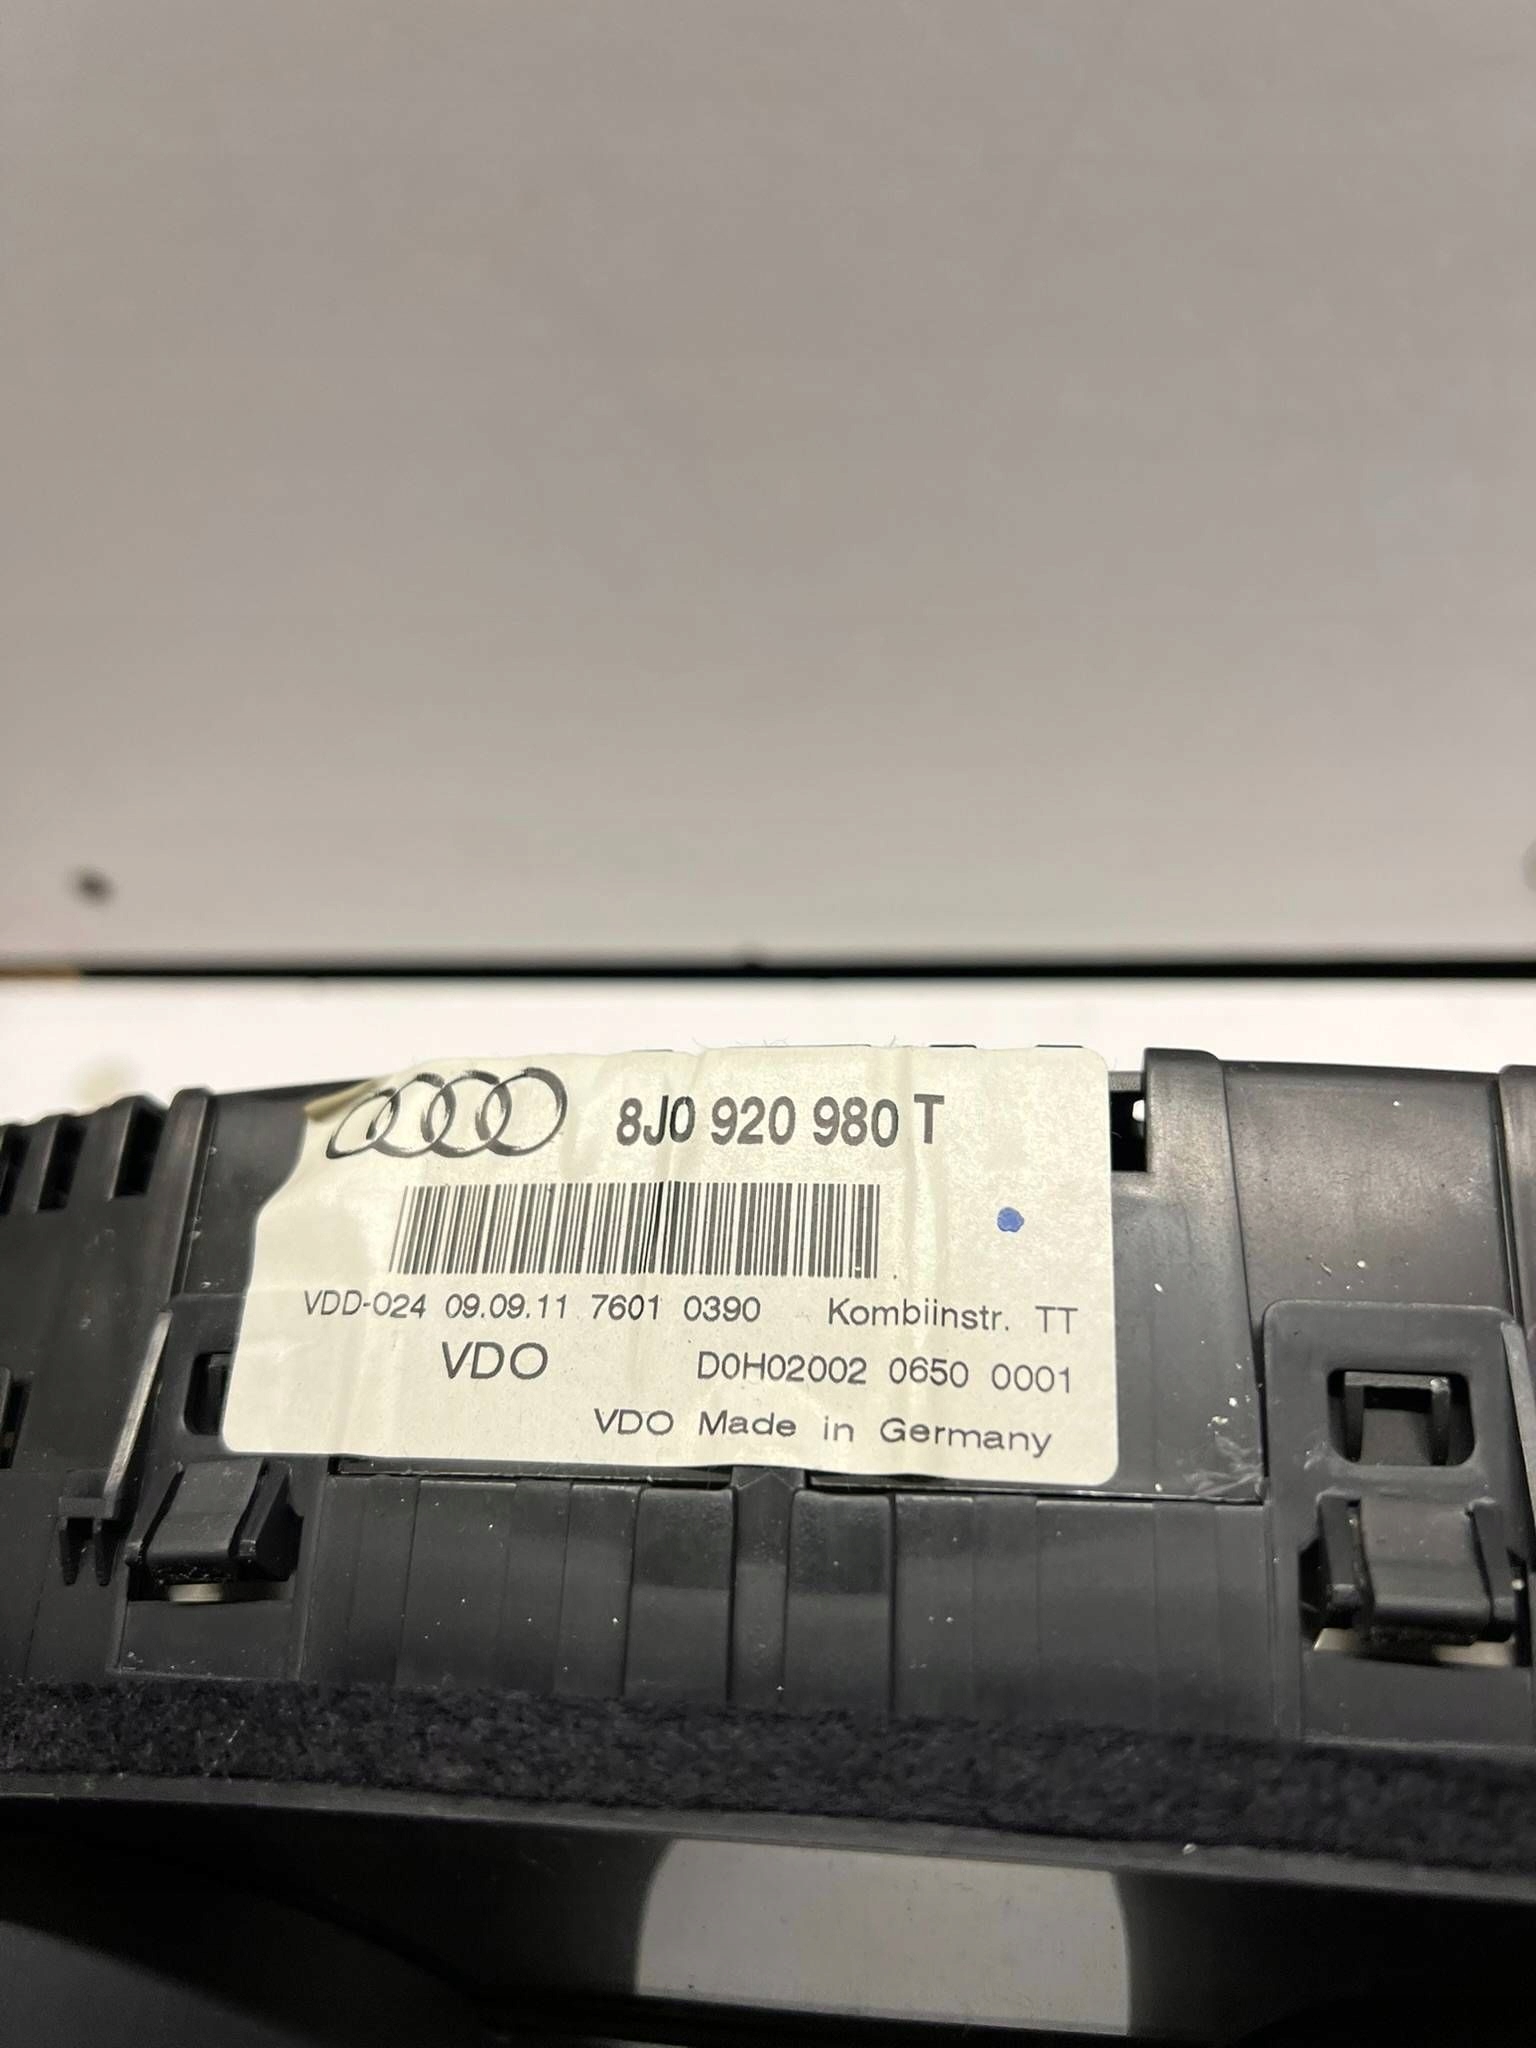 8J0 920 980 T
VDD-024 09.09.11 7601 0390 Kombiinstr. TT
VDO D0H02002 0650 0001
VDO Made in Germany